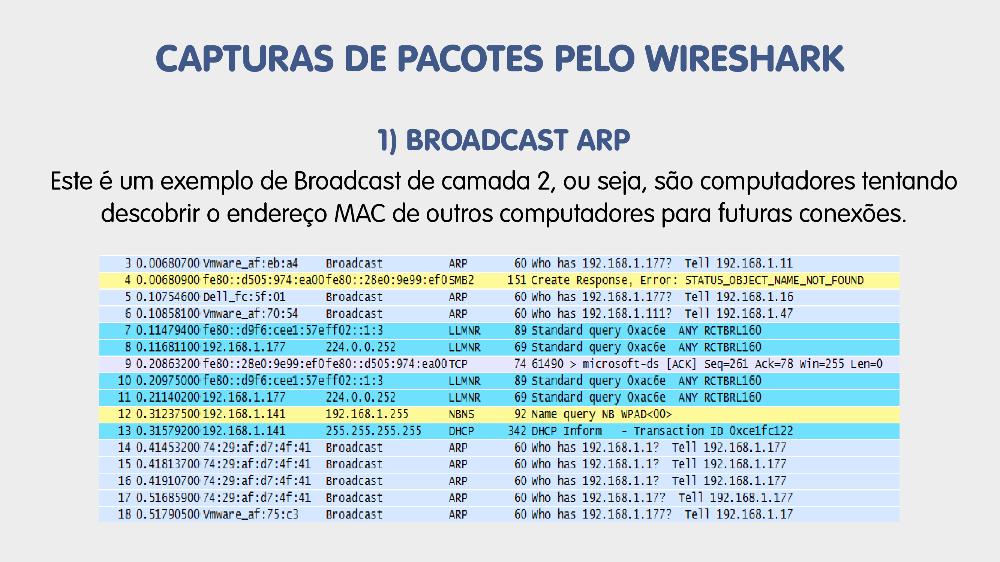 CAPTURAS DE PACOTES PELO WIRESHARK
1) BROADCAST ARP
Este é um exemplo de Broadcast de camada 2, ou seja, são computadores tentando
descobrir o endereço MAC de outros computadores para futuras conexões.
3 0.00680700 Vmware_af:eb:a4 Broadcast ARP 60 Who has 192.168.1.177? Tell 192.168.1.11
4 0.00680900 fe80::d505:974:ea00 fe80::28e0:9e99:ef0 SMB2 151 Create Response, Error: STATUS_OBJECT_NAME_NOT_FOUND
5 0.10754600 Dell_fc:5f:01 Broadcast ARP 60 Who has 192.168.1.177? Tell 192.168.1.16
6 0.10858100 Vmware_af:70:54 Broadcast ARP 60 Who has 192.168.1.111? Tell 192.168.1.47
7 0.11479400 fe80::d9f6:cee1:57e ff02::1:3 LLMNR 89 Standard query 0xac6e ANY RCTBRL160
8 0.11681100 192.168.1.177 224.0.0.252 LLMNR 69 Standard query 0xac6e ANY RCTBRL160
9 0.20863200 fe80::28e0:9e99:ef0 fe80::d505:974:ea00 TCP 74 61490 > microsoft-ds [ACK] Seq=261 Ack=78 Win=255 Len=0
10 0.20975000 fe80::d9f6:cee1:57e ff02::1:3 LLMNR 89 Standard query 0xac6e ANY RCTBRL160
11 0.21140200 192.168.1.177 224.0.0.252 LLMNR 69 Standard query 0xac6e ANY RCTBRL160
12 0.31237500 192.168.1.141 192.168.1.255 NBNS 92 Name query NB WPAD<00>
13 0.31579200 192.168.1.141 255.255.255.255 DHCP 342 DHCP Inform - Transaction ID 0xce1fc122
14 0.41453200 74:29:af:d7:4f:41 Broadcast ARP 60 Who has 192.168.1.1? Tell 192.168.1.177
15 0.41813700 74:29:af:d7:4f:41 Broadcast ARP 60 Who has 192.168.1.1? Tell 192.168.1.177
16 0.41910700 74:29:af:d7:4f:41 Broadcast ARP 60 Who has 192.168.1.1? Tell 192.168.1.177
17 0.51685900 74:29:af:d7:4f:41 Broadcast ARP 60 Who has 192.168.1.17? Tell 192.168.1.177
18 0.51790500 Vmware_af:75:c3 Broadcast ARP 60 Who has 192.168.1.177? Tell 192.168.1.17